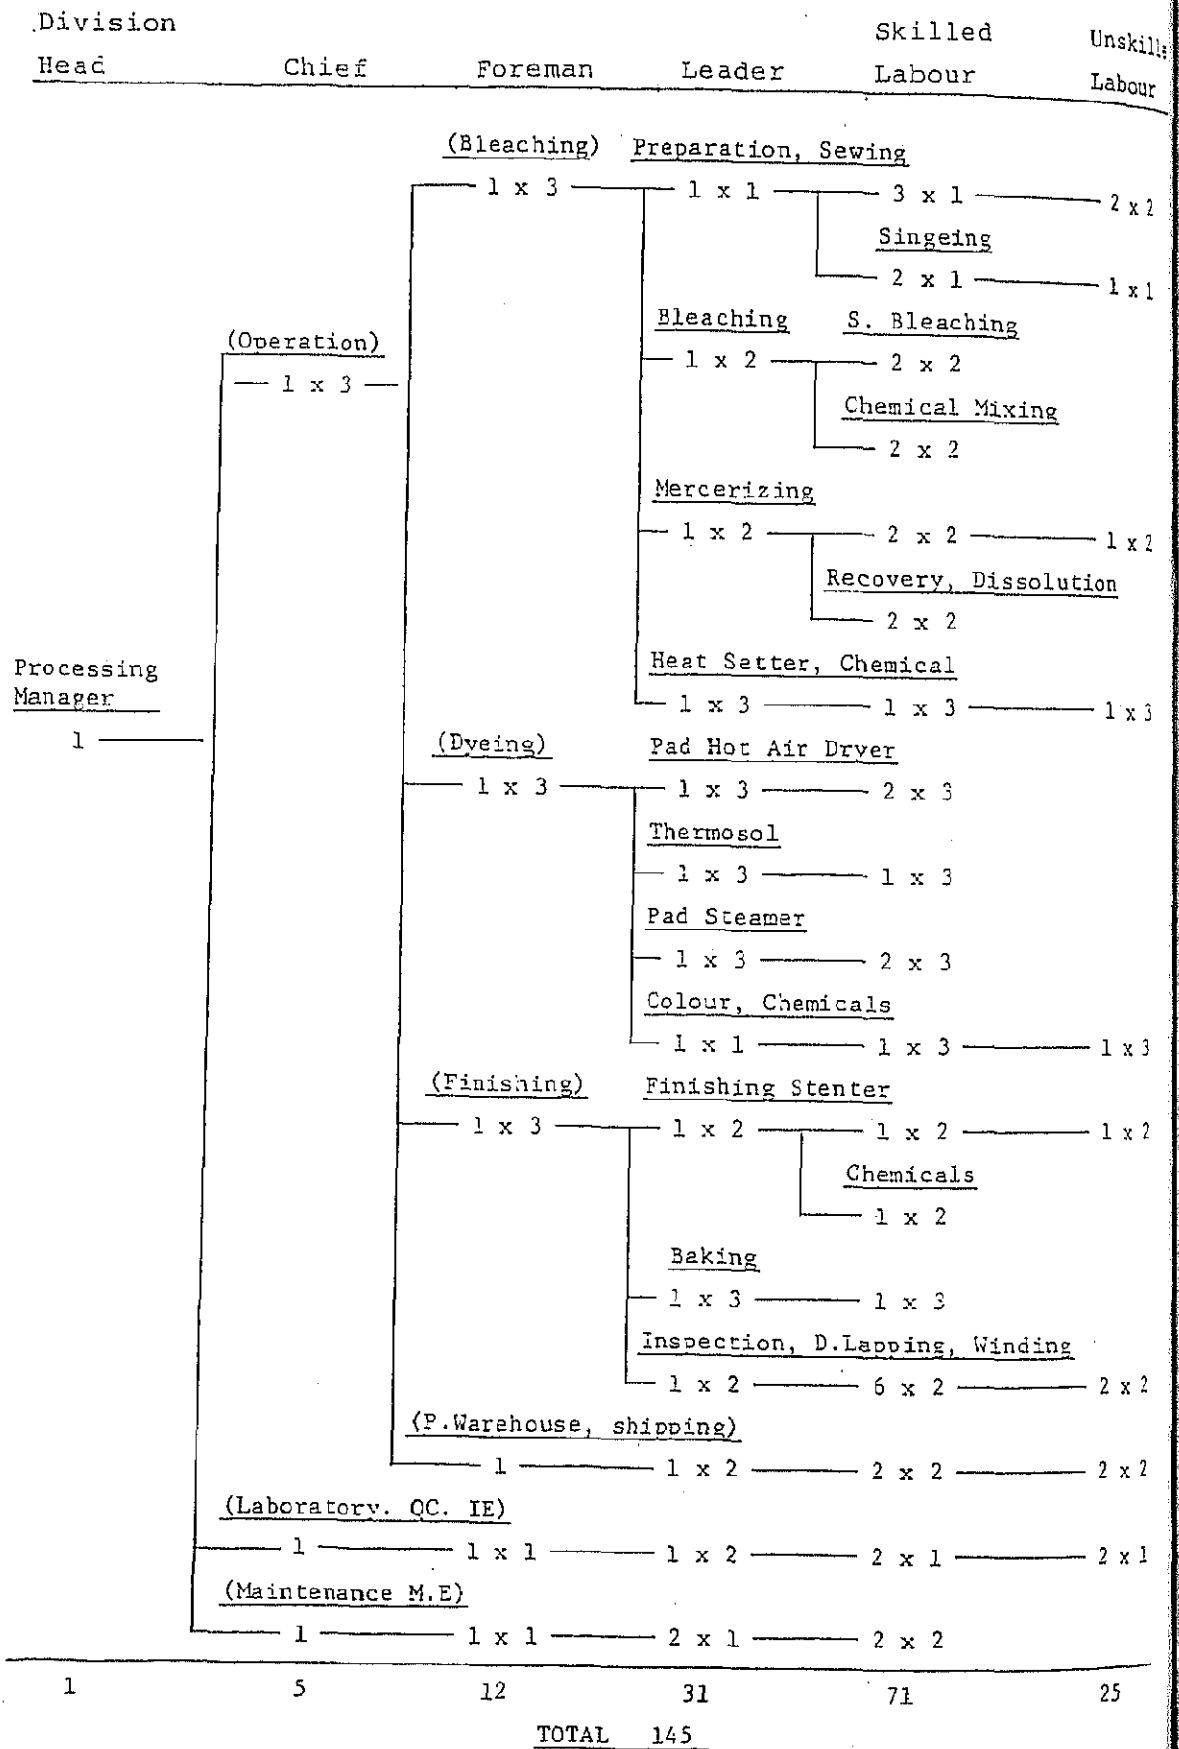 Division
Skilled Unskill
Head Chief Foreman Leader Labour Labour
(Bleaching) Preparation, Sewing
1 x 3 1 x 1 3 x 1 2 x 2
Singeing
2 x 1 1 x 1
Bleaching S. Bleaching
(Operation)
1 x 2 2 x 2
1 x 3
Chemical Mixing
2 x 2
Mercerizing
1 x 2 2 x 2 1 x 2
Recovery, Dissolution
2 x 2
Processing
Manager
Heat Setter, Chemical
1 x 3 1 x 3 1 x 3
1
(Dyeing) Pad Hot Air Dryer
1 x 3 1 x 3 2 x 3
Thermosol
1 x 3 1 x 3
Pad Steamer
1 x 3 2 x 3
Colour, Chemicals
1 x 1 1 x 3 1 x 3
(Finishing) Finishing Stenter
1 x 3 1 x 2 1 x 2 1 x 2
Chemicals
1 x 2
Baking
1 x 3 1 x 3
Inspection, D.Lapping, Winding
1 x 2 6 x 2 2 x 2
(P.Warehouse, shipping)
1 1 x 2 2 x 2 2 x 2
(Laboratory. QC. IE)
1 1 x 1 1 x 2 2 x 1 2 x 1
(Maintenance M.E)
1 1 x 1 2 x 1 2 x 2
1 5 12 31 71 25
TOTAL 145